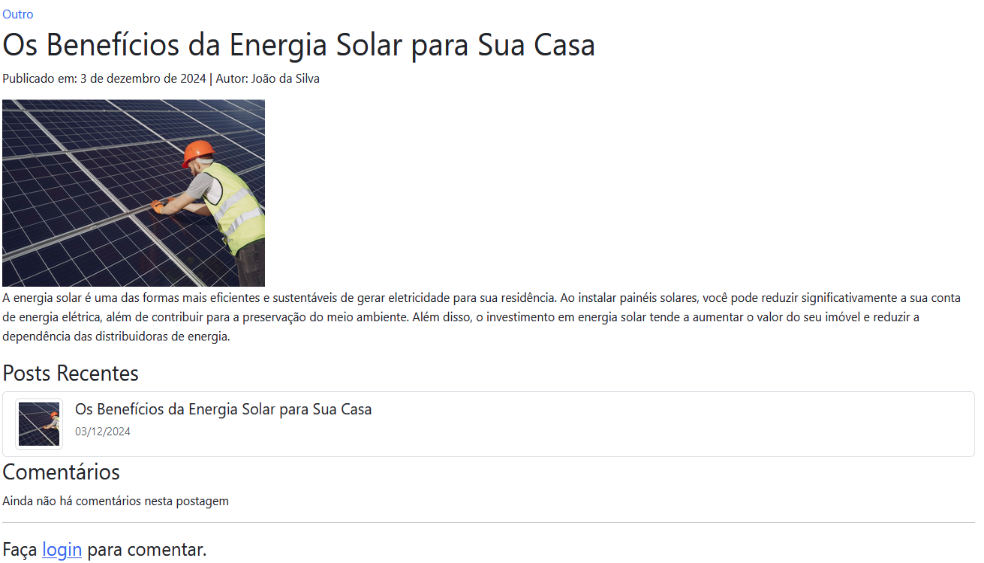 Outro
Os Benefícios da Energia Solar para Sua Casa
Publicado em: 3 de dezembro de 2024 | Autor: João da Silva
A energia solar é uma das formas mais eficientes e sustentáveis de gerar eletricidade para sua residência. Ao instalar painéis solares, você pode reduzir significativamente a sua conta
de energia elétrica, além de contribuir para a preservação do meio ambiente. Além disso, o investimento em energia solar tende a aumentar o valor do seu imóvel e reduzir a
dependência das distribuidoras de energia.
Posts Recentes
Os Benefícios da Energia Solar para Sua Casa
03/12/2024
Comentários
Ainda não há comentários nesta postagem
Faça login para comentar.